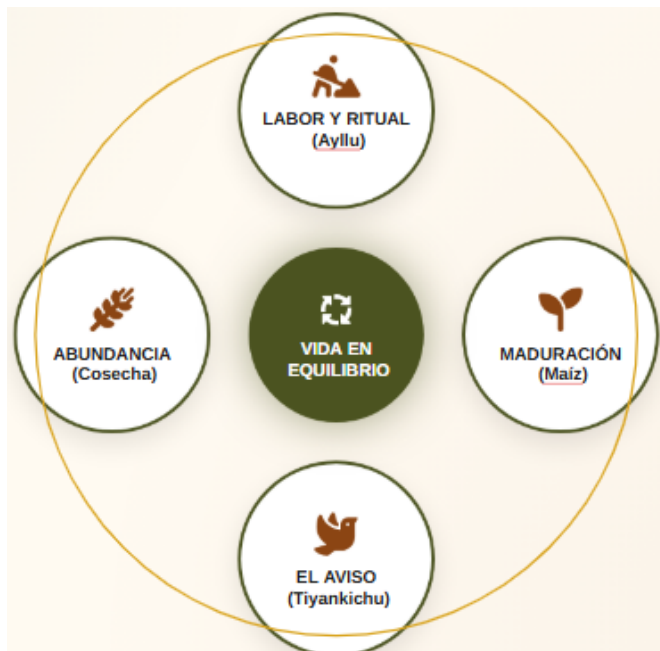 LABOR Y RITUAL
(Ayllu)
ABUNDANCIA
(Cosecha)
VIDA EN
EQUILIBRIO
MADURACIÓN
(Maíz)
EL AVISO
(Tiyankichu)